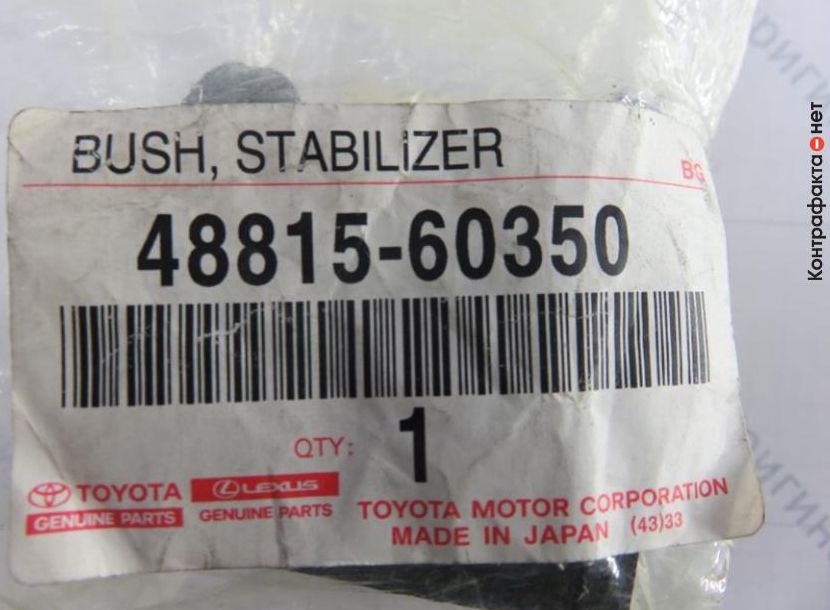 BUSH, STABILIZER
BG
48815-60350
QTY: 1
TOYOTA
GENUINE PARTS
LEXUS
GENUINE PARTS
TOYOTA MOTOR CORPORATION
MADE IN JAPAN (43)33
Контрафакта нет